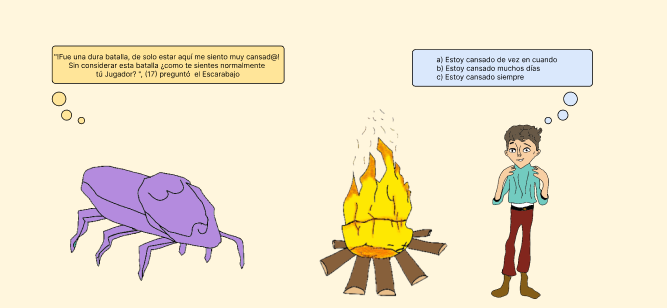 "!Fue una dura batalla, de solo estar aquí me siento muy cansad@!
Sin considerar esta batalla ¿como te sientes normalmente
tú Jugador? ", (17) preguntó el Escarabajo
a) Estoy cansado de vez en cuando
b) Estoy cansado muchos días
c) Estoy cansado siempre